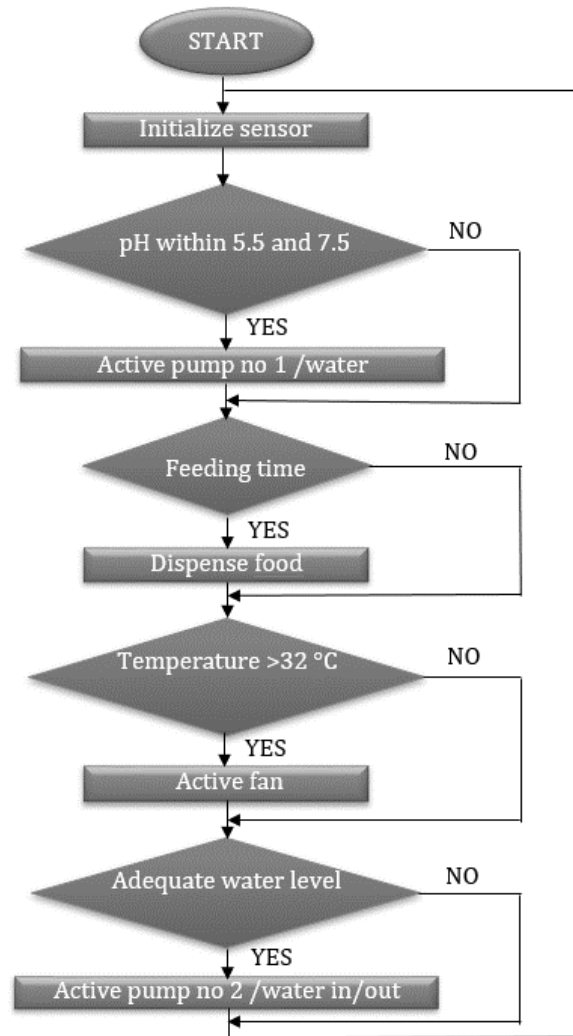 START
Initialize sensor
pH within 5.5 and 7.5
NO
YES
Active pump no 1 /water
Feeding time
NO
YES
Dispense food
Temperature >32 °C
NO
YES
Active fan
Adequate water level
NO
YES
Active pump no 2 /water in/out